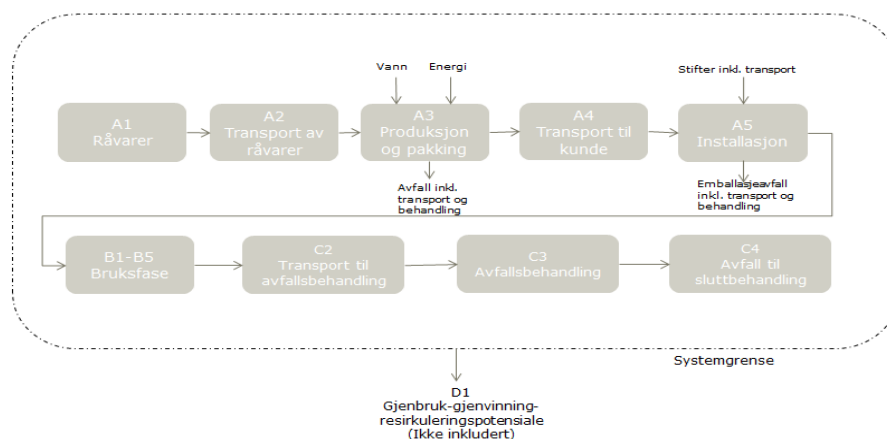 Vann
Energi
Stifter inkl. transport
A1
Råvarer
A2
Transport av
råvarer
A3
Produksjon
og pakking
A4
Transport til
kunde
A5
Installasjon
Avfall inkl.
transport og
behandling
Emballasjeavfall
inkl. transport og
behandling
B1-B5
Bruksfase
C2
Transport til
avfallsbehandling
C3
Avfallsbehandling
C4
Avfall til
sluttbehandling
Systemgrense
D1
Gjenbruk-gjenvinning-
resirkuleringspotensiale
(Ikke inkludert)